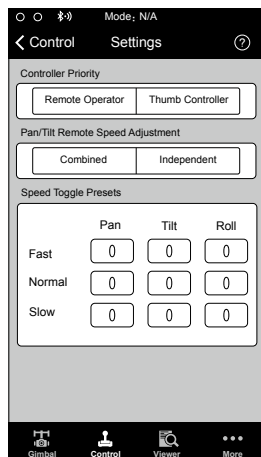 Mode: N/A
Control Settings ?
Controller Priority
Remote Operator Thumb Controller
Pan/Tilt Remote Speed Adjustment
Combined Independent
Speed Toggle Presets
Pan Tilt Roll
Fast 0 0 0
Normal 0 0 0
Slow 0 0 0
Gimbal Control Viewer More